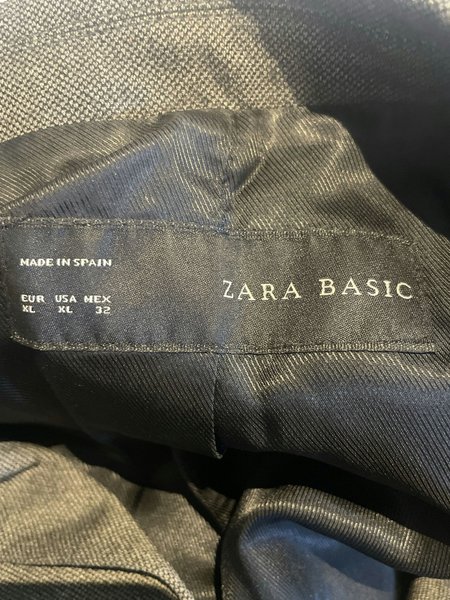 MADE IN SPAIN
EUR USA MEX
XL XL 32
ZARA BASIC